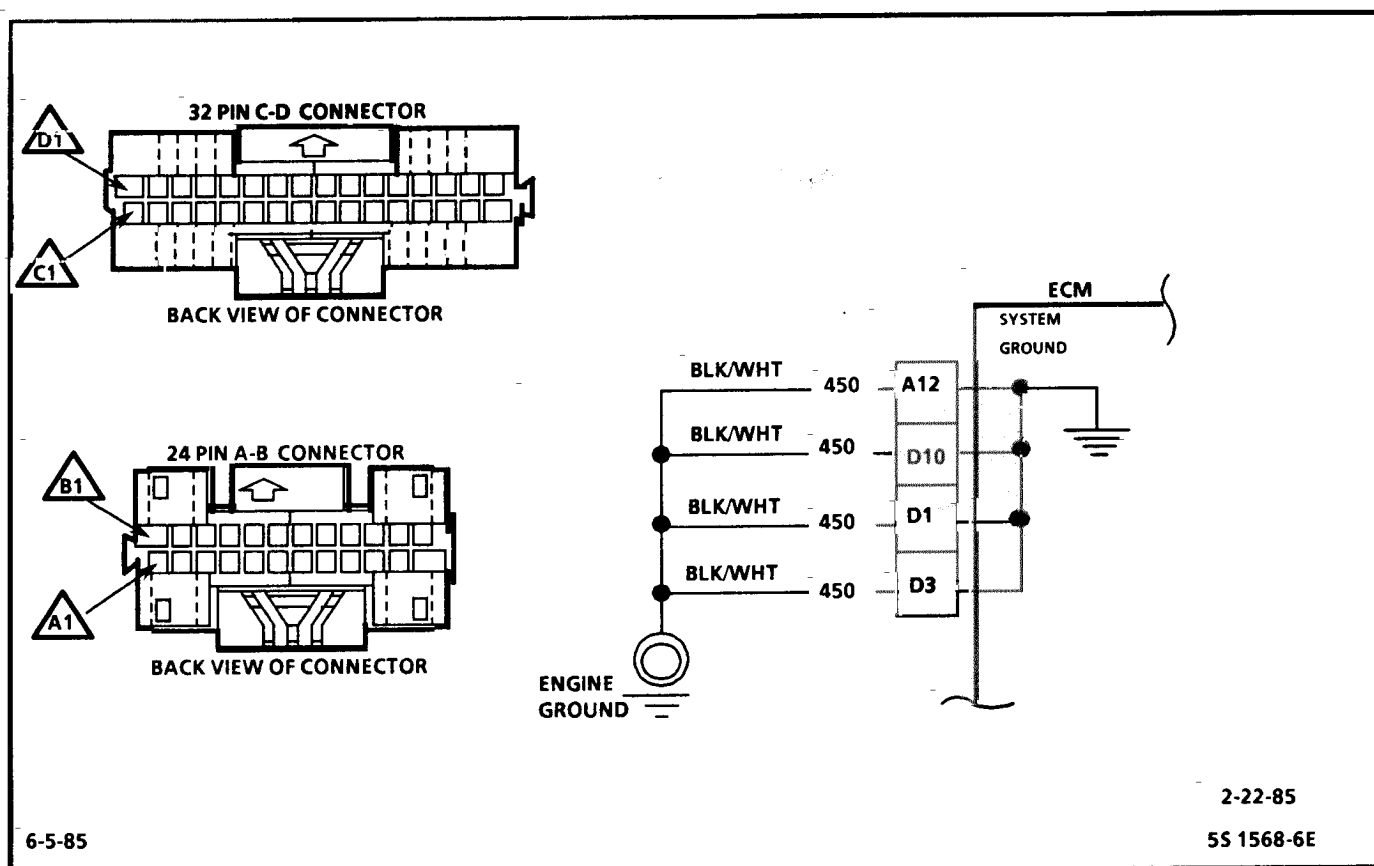 32 PIN C-D CONNECTOR
D1
C1
BACK VIEW OF CONNECTOR
24 PIN A-B CONNECTOR
B1
A1
BACK VIEW OF CONNECTOR
ECM
SYSTEM
GROUND
BLK/WHT 450 A12
BLK/WHT 450 D10
BLK/WHT 450 D1
BLK/WHT 450 D3
ENGINE
GROUND
2-22-85
6-5-85
5S 1568-6E